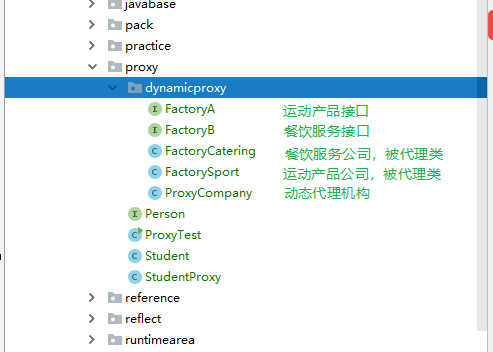 javabase
pack
practice
proxy
dynamicproxy
FactoryA 运动产品接口
FactoryB 餐饮服务接口
FactoryCatering 餐饮服务公司，被代理类
FactorySport 运动产品公司，被代理类
ProxyCompany 动态代理机构
Person
ProxyTest
Student
StudentProxy
reference
reflect
runtimearea